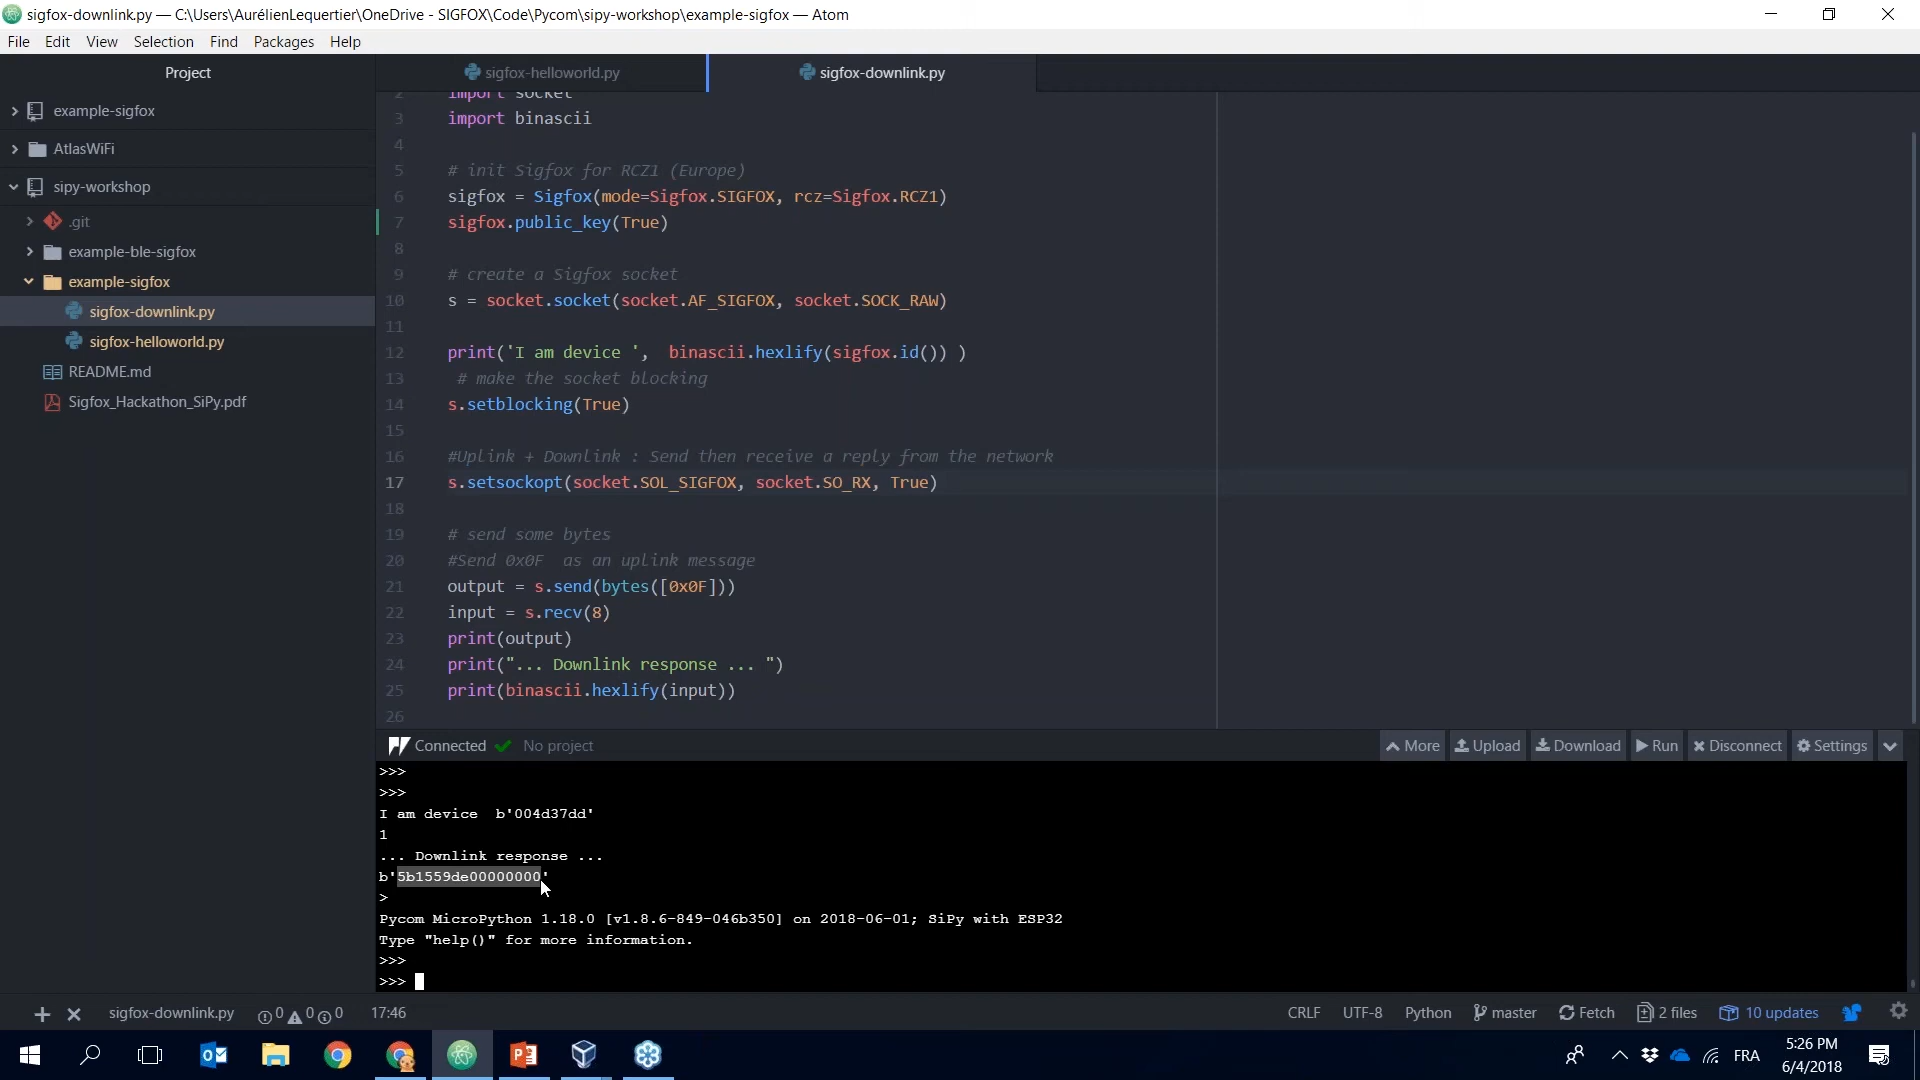 sigfox-downlink.py — C:\Users\AurélienLequertier\OneDrive - SIGFOX\Code\Pycom\sipy-workshop\example-sigfox — Atom
File Edit View Selection Find Packages Help
Project
sigfox-helloworld.py
sigfox-downlink.py
example-sigfox
AtlasWiFi
sipy-workshop
.git
example-ble-sigfox
example-sigfox
sigfox-downlink.py
sigfox-helloworld.py
README.md
Sigfox_Hackathon_SiPy.pdf
2 import socket
3 import binascii
4
5 # init Sigfox for RCZ1 (Europe)
6 sigfox = Sigfox(mode=Sigfox.SIGFOX, rcz=Sigfox.RCZ1)
7 sigfox.public_key(True)
8
9 # create a Sigfox socket
10 s = socket.socket(socket.AF_SIGFOX, socket.SOCK_RAW)
11
12 print('I am device ',  binascii.hexlify(sigfox.id()) )
13  # make the socket blocking
14 s.setblocking(True)
15
16 #Uplink + Downlink : Send then receive a reply from the network
17 s.setsockopt(socket.SOL_SIGFOX, socket.SO_RX, True)
18
19 # send some bytes
20 #Send 0x0F  as an uplink message
21 output = s.send(bytes([0x0F]))
22 input = s.recv(8)
23 print(output)
24 print("... Downlink response ... ")
25 print(binascii.hexlify(input))
26
Connected No project
More Upload Download Run Disconnect Settings
>>>
>>>
I am device  b'004d37dd'
1
... Downlink response ...
b'5b1559de00000000'
>
Pycom MicroPython 1.18.0 [v1.8.6-849-046b350] on 2018-06-01; SiPy with ESP32
Type "help()" for more information.
>>>
>>>
sigfox-downlink.py 0 0 0 17:46 CRLF UTF-8 Python master Fetch 2 files 10 updates
FRA
5:26 PM
6/4/2018